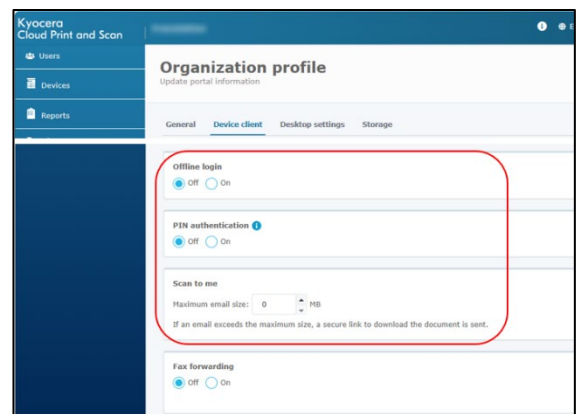 Kyocera
Cloud Print and Scan
Users
Devices
Reports
Organization profile
Update portal information
General Device client Desktop settings Storage
Offline login
Off On
PIN authentication
Off On
Scan to me
Maximum email size: 0 MB
If an email exceeds the maximum size, a secure link to download the document is sent.
Fax forwarding
Off On